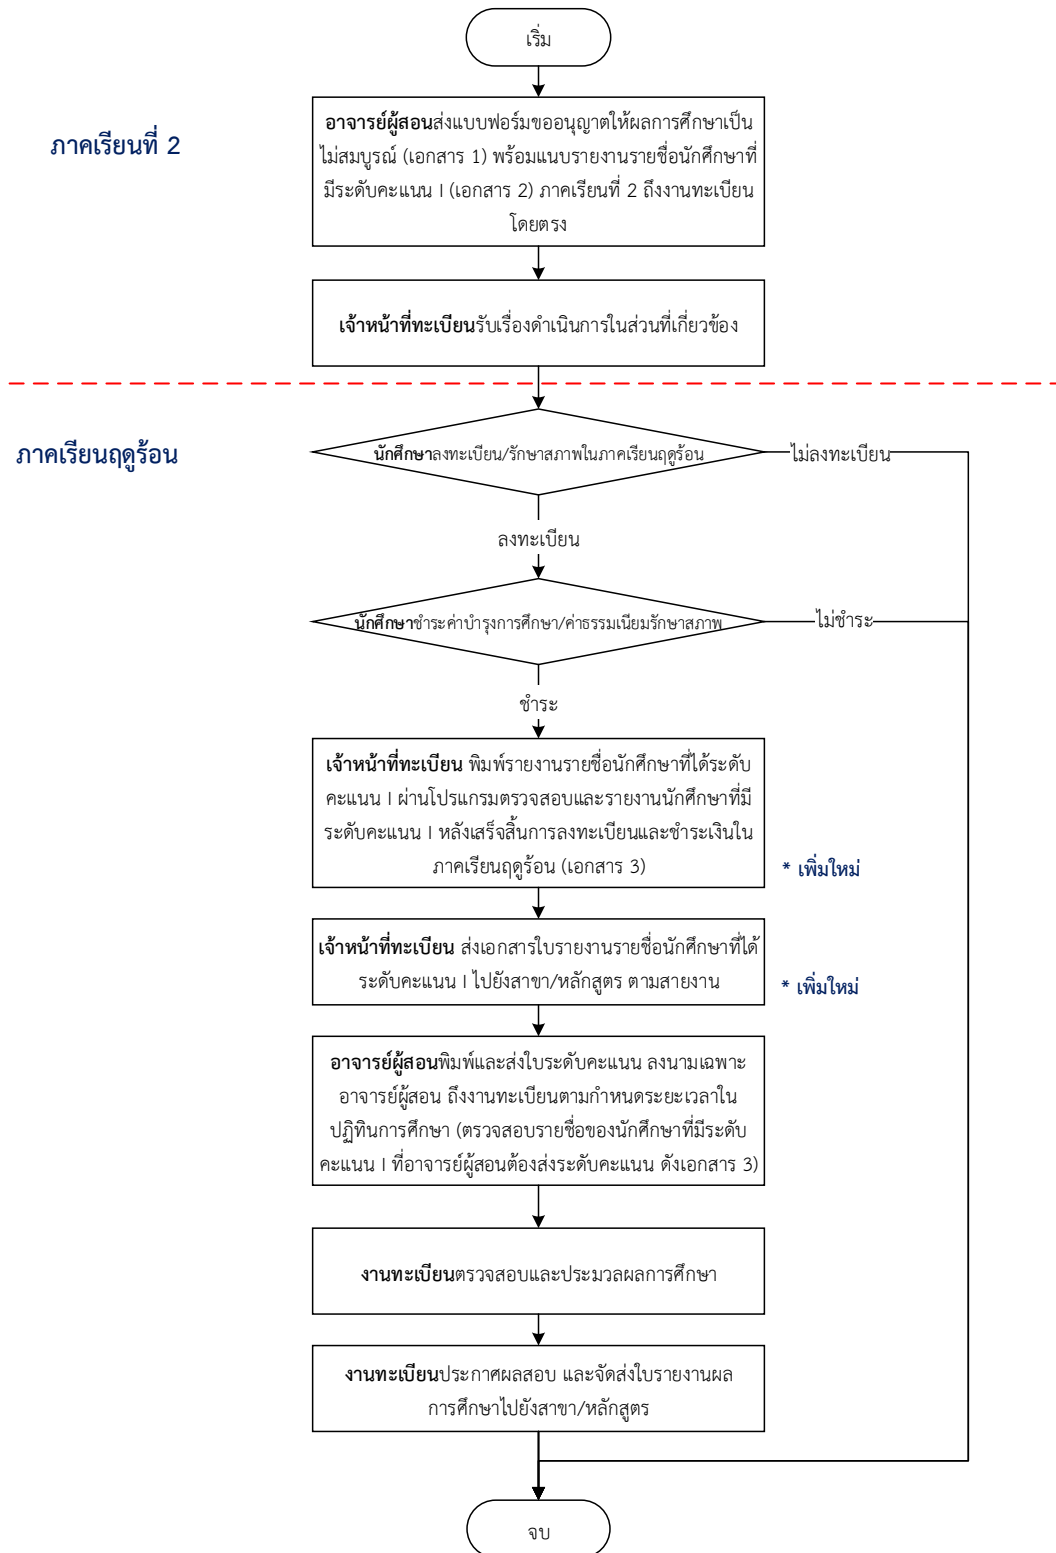 เริ่ม
ภาคเรียนที่ 2
อาจารย์ผู้สอนส่งแบบฟอร์มขออนุญาตให้ผลการศึกษาเป็น
ไม่สมบูรณ์ (เอกสาร 1) พร้อมแนบรายงานรายชื่อนักศึกษาที่
มีระดับคะแนน I (เอกสาร 2) ภาคเรียนที่ 2 ถึงงานทะเบียน
โดยตรง
เจ้าหน้าที่ทะเบียนรับเรื่องดำเนินการในส่วนที่เกี่ยวข้อง
ภาคเรียนฤดูร้อน
นักศึกษาลงทะเบียน/รักษาสภาพในภาคเรียนฤดูร้อน
ไม่ลงทะเบียน
ลงทะเบียน
นักศึกษาชำระค่าบำรุงการศึกษา/ค่าธรรมเนียมรักษาสภาพ
ไม่ชำระ
ชำระ
เจ้าหน้าที่ทะเบียน พิมพ์รายงานรายชื่อนักศึกษาที่ได้ระดับ
คะแนน I ผ่านโปรแกรมตรวจสอบและรายงานนักศึกษาที่มี
ระดับคะแนน I หลังเสร็จสิ้นการลงทะเบียนและชำระเงินใน
ภาคเรียนฤดูร้อน (เอกสาร 3)
* เพิ่มใหม่
เจ้าหน้าที่ทะเบียน ส่งเอกสารใบรายงานรายชื่อนักศึกษาที่ได้
ระดับคะแนน I ไปยังสาขา/หลักสูตร ตามสายงาน
* เพิ่มใหม่
อาจารย์ผู้สอนพิมพ์และส่งใบระดับคะแนน ลงนามเฉพาะ
อาจารย์ผู้สอน ถึงงานทะเบียนตามกำหนดระยะเวลาใน
ปฏิทินการศึกษา (ตรวจสอบรายชื่อของนักศึกษาที่มีระดับ
คะแนน I ที่อาจารย์ผู้สอนต้องส่งระดับคะแนน ดังเอกสาร 3)
งานทะเบียนตรวจสอบและประมวลผลการศึกษา
งานทะเบียนประกาศผลสอบ และจัดส่งใบรายงานผล
การศึกษาไปยังสาขา/หลักสูตร
จบ